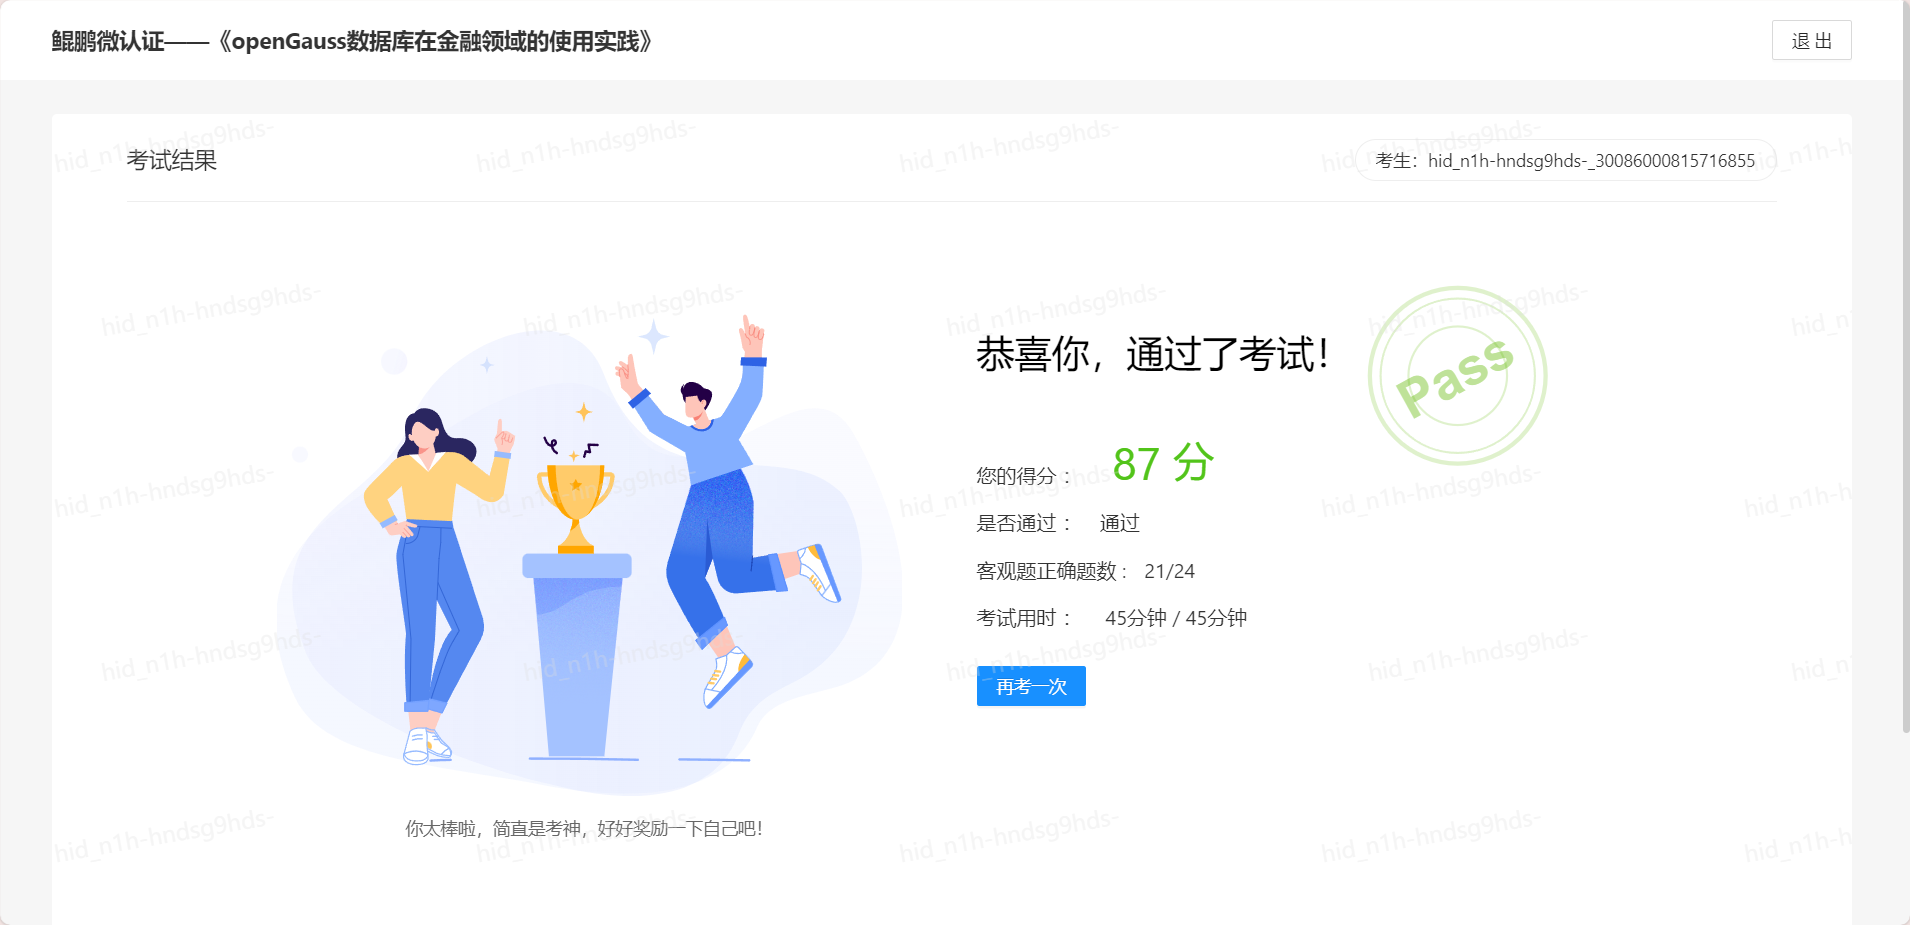 鲲鹏微认证——《openGauss数据库在金融领域的使用实践》
退 出
考试结果
考生：hid_n1h-hndsg9hds-_30086000815716855
恭喜你，通过了考试！
Pass
您的得分： 87 分
是否通过： 通过
客观题正确题数： 21/24
考试用时： 45分钟 / 45分钟
再考一次
你太棒啦，简直是考神，好好奖励一下自己吧！
hid_n1h-hndsg9hds-